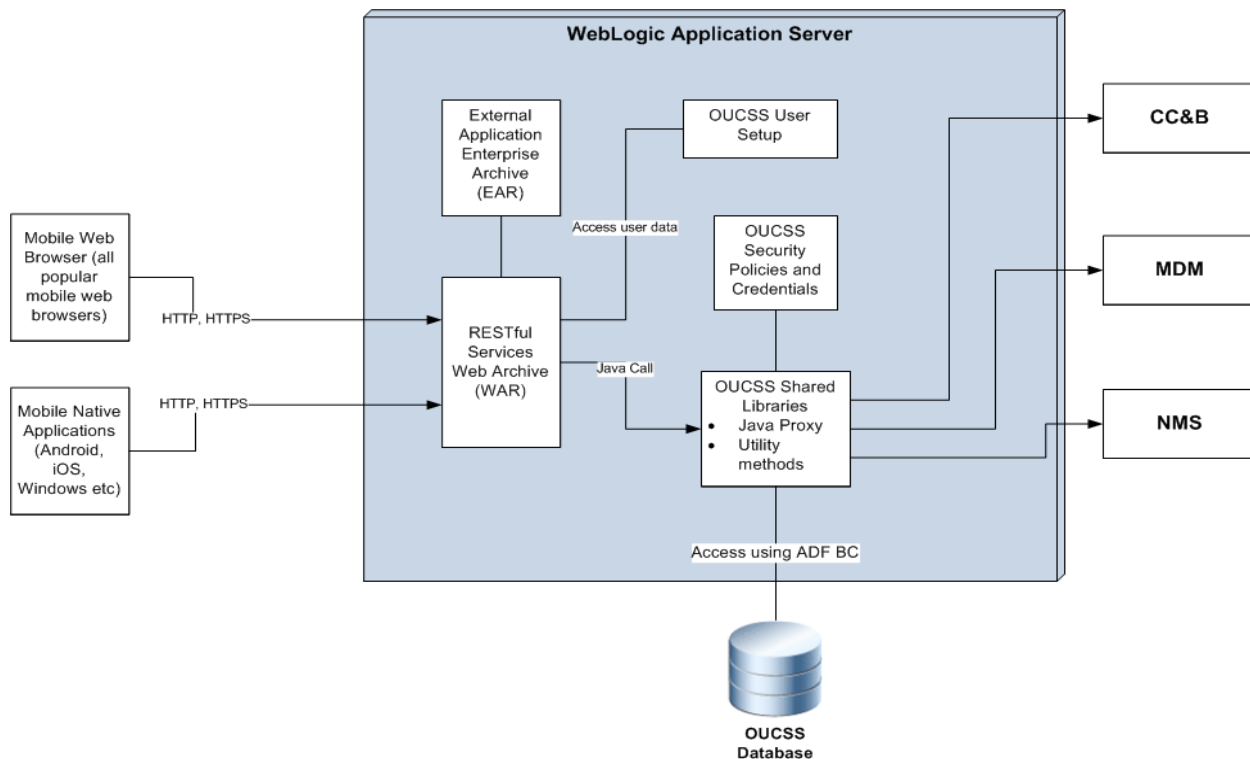 WebLogic Application Server
External
Application
Enterprise
Archive
(EAR)
OUCSS User
Setup
CC&B
Access user data
Mobile Web
Browser (all
popular
mobile web
browsers)
OUCSS
Security
Policies and
Credentials
MDM
HTTP, HTTPS
RESTful
Services
Web Archive
(WAR)
Java Call
Mobile Native
Applications
(Android,
iOS,
Windows etc)
HTTP, HTTPS
OUCSS Shared
Libraries
• Java Proxy
• Utility
methods
NMS
Access using ADF BC
OUCSS
Database